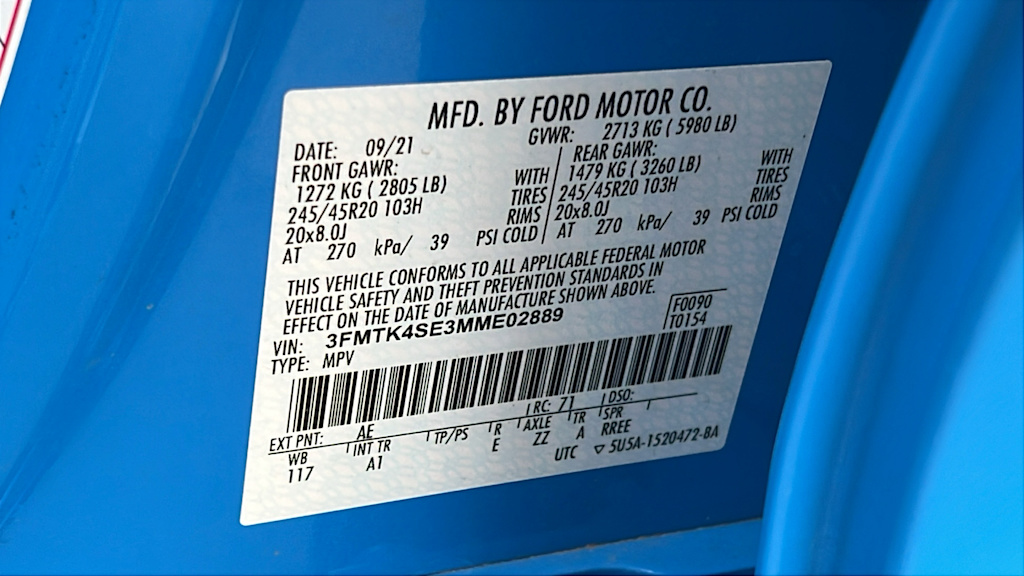 MFD. BY FORD MOTOR CO.
DATE: 09/21 GVWR: 2713 KG ( 5980 LB)
FRONT GAWR: REAR GAWR:
1272 KG ( 2805 LB) WITH 1479 KG ( 3260 LB) WITH
245/45R20 103H TIRES 245/45R20 103H TIRES
20x8.0J RIMS 20x8.0J RIMS
AT 270 kPa/ 39 PSI COLD AT 270 kPa/ 39 PSI COLD
THIS VEHICLE CONFORMS TO ALL APPLICABLE FEDERAL MOTOR
VEHICLE SAFETY AND THEFT PREVENTION STANDARDS IN
EFFECT ON THE DATE OF MANUFACTURE SHOWN ABOVE.
VIN: 3FMTK4SE3MME02889 F0090
TYPE: MPV T0154
EXT PNT: AE RC: 71 DSO:
WB INT TR TP/PS R AXLE TR SPR
117 A1 E ZZ A RREE
UTC ▽ 5U5A-1520472-BA